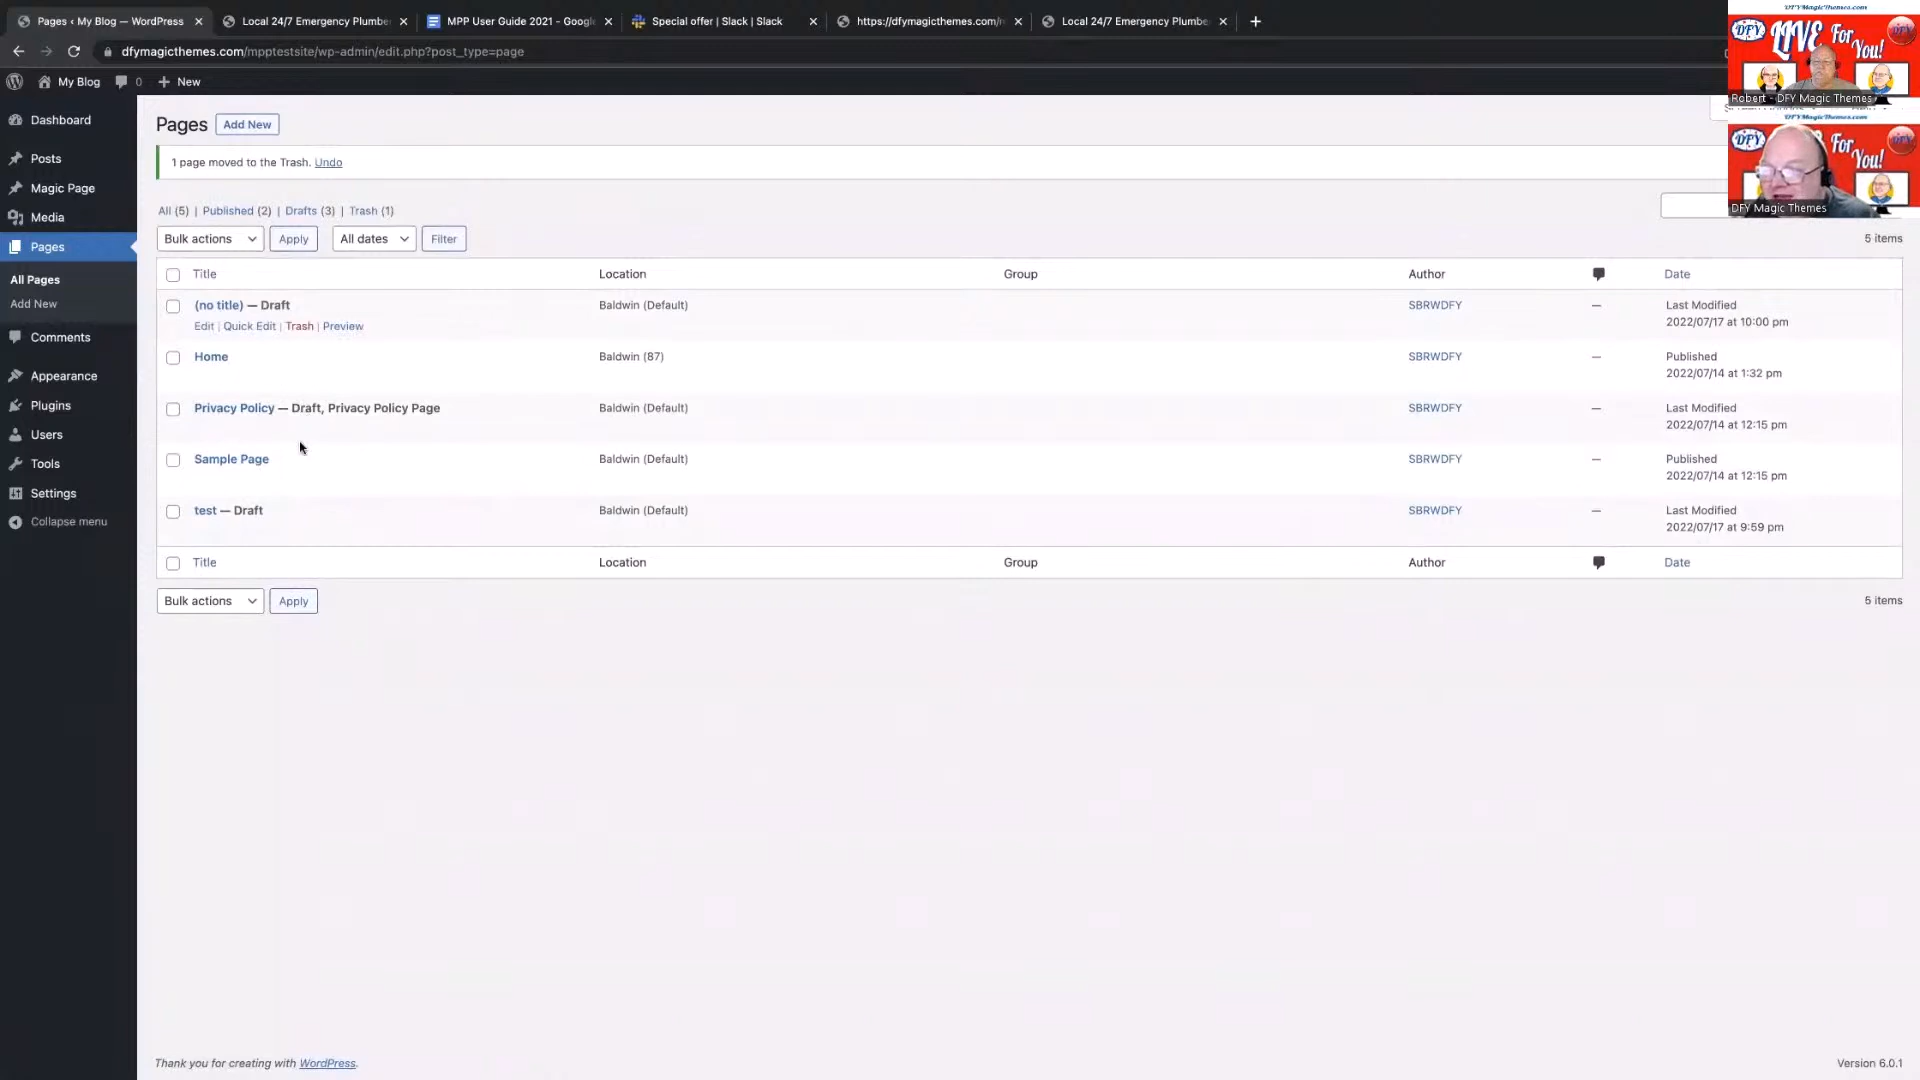 Pages ‹ My Blog — WordPress
Local 24/7 Emergency Plumber
MPP User Guide 2021 - Google
Special offer | Slack | Slack
https://dfymagicthemes.com/
Local 24/7 Emergency Plumbe
dfymagicthemes.com/mpptestsite/wp-admin/edit.php?post_type=page
My Blog
0
New
DFYMagicThemes.com
DFY
LIVE For You!
Robert - DFY Magic Themes
DFYMagicThemes.com
DFY
For You!
DFY Magic Themes
Dashboard
Posts
Magic Page
Media
Pages
All Pages
Add New
Comments
Appearance
Plugins
Users
Tools
Settings
Collapse menu
Pages Add New
1 page moved to the Trash. Undo
All (5) | Published (2) | Drafts (3) | Trash (1)
Bulk actions Apply All dates Filter
5 items
Title Location Group Author Date
(no title) — Draft Baldwin (Default) SBRWDFY — Last Modified
Edit | Quick Edit | Trash | Preview 2022/07/17 at 10:00 pm
Home Baldwin (87) SBRWDFY — Published
2022/07/14 at 1:32 pm
Privacy Policy — Draft, Privacy Policy Page Baldwin (Default) SBRWDFY — Last Modified
2022/07/14 at 12:15 pm
Sample Page Baldwin (Default) SBRWDFY — Published
2022/07/14 at 12:15 pm
test — Draft Baldwin (Default) SBRWDFY — Last Modified
2022/07/17 at 9:59 pm
Title Location Group Author Date
Bulk actions Apply
5 items
Thank you for creating with WordPress.
Version 6.0.1